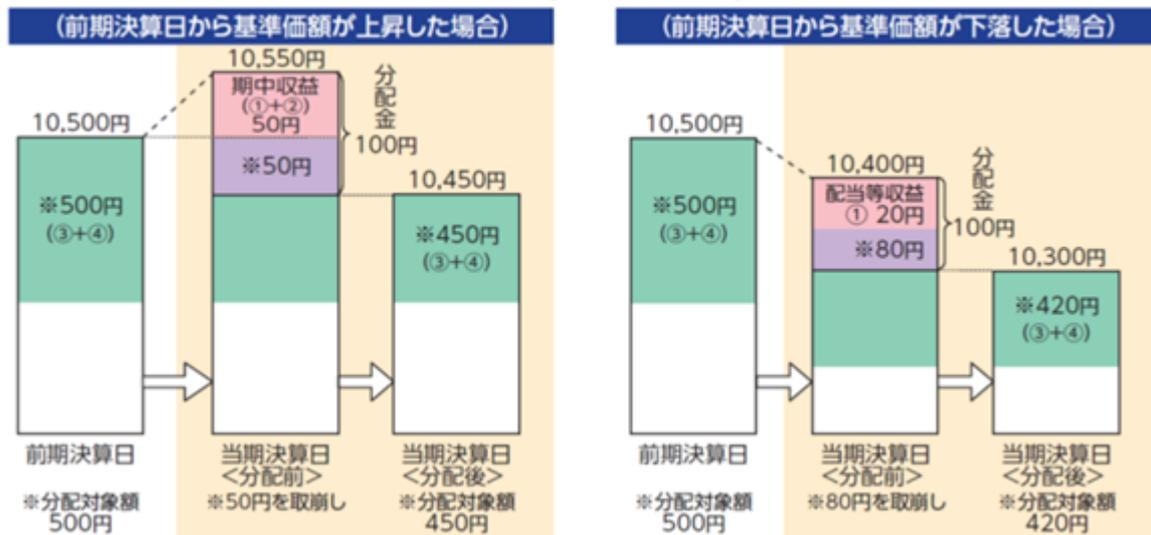 (前期決算日から基準価額が上昇した場合)
10,550円
期中収益
(①+②)
50円
分配金
100円
10,500円
※50円
10,450円
※500円
(③+④)
※450円
(③+④)
前期決算日
当期決算日
<分配前>
当期決算日
<分配後>
※分配対象額
500円
※50円を取崩し
※分配対象額
450円
(前期決算日から基準価額が下落した場合)
10,500円
10,400円
配当等収益
① 20円
分配金
100円
※500円
(③+④)
※80円
10,300円
※420円
(③+④)
前期決算日
当期決算日
<分配前>
当期決算日
<分配後>
※分配対象額
500円
※80円を取崩し
※分配対象額
420円